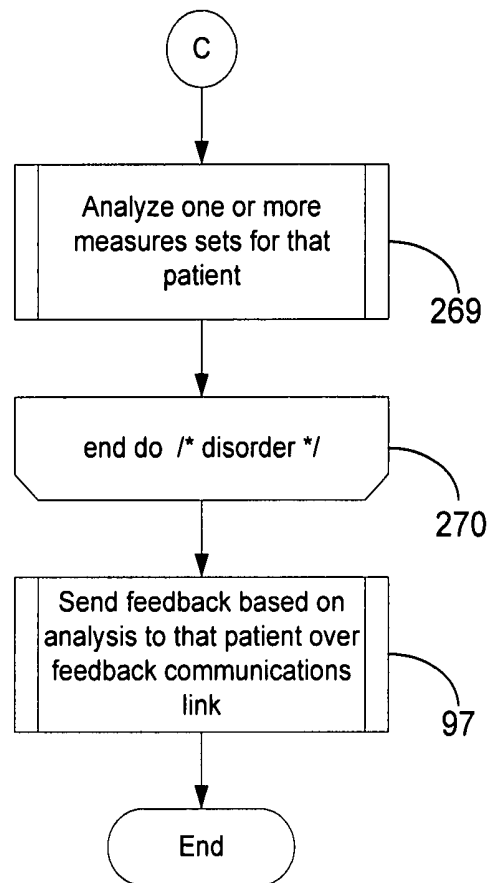 C
Analyze one or more
measures sets for that
patient
269
end do /* disorder */
270
Send feedback based on
analysis to that patient over
feedback communications
link
97
End